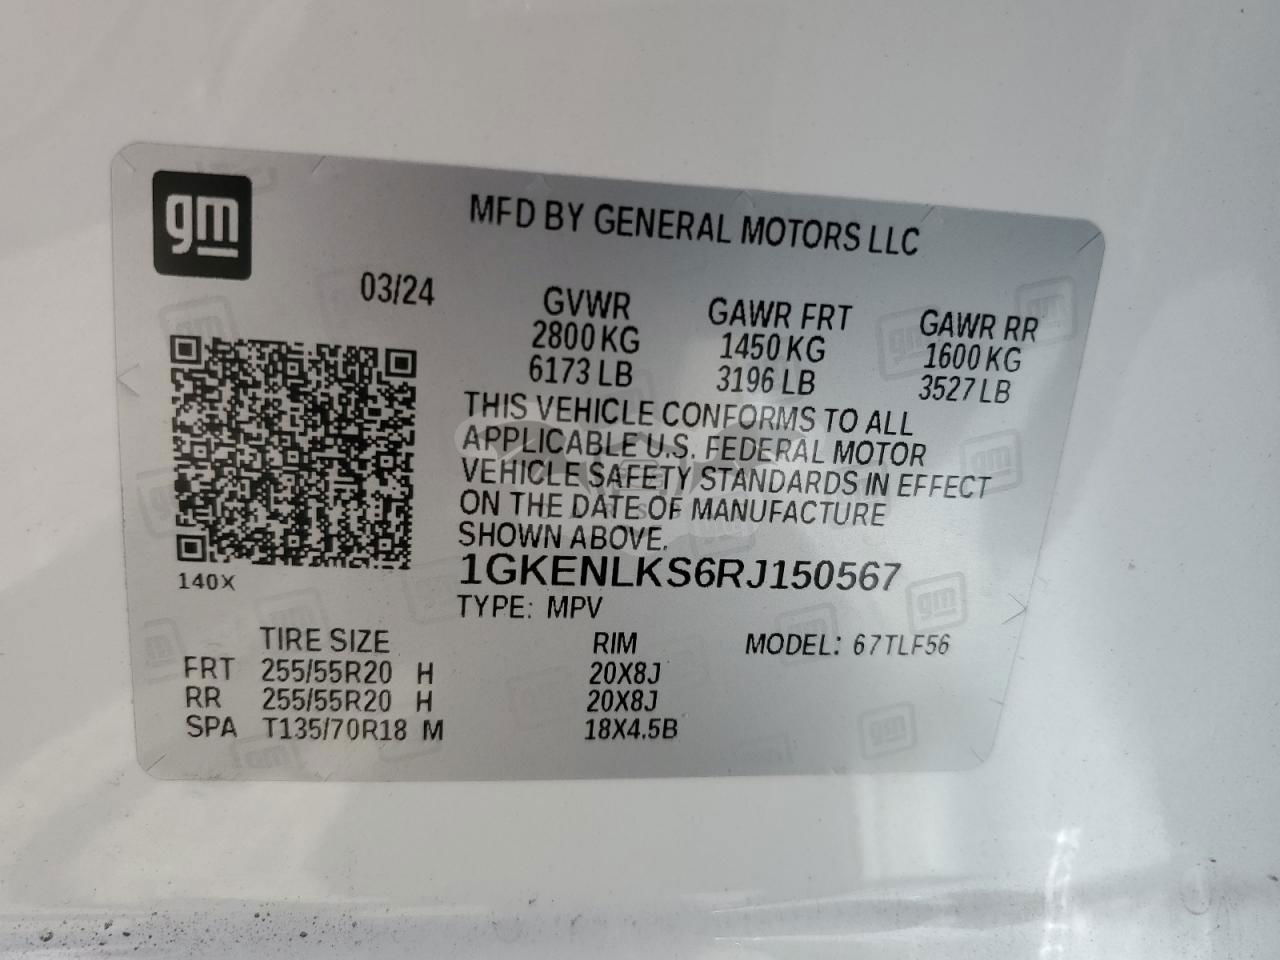 gm
MFD BY GENERAL MOTORS LLC
03/24
GVWR GAWR FRT GAWR RR
2800 KG 1450 KG 1600 KG
6173 LB 3196 LB 3527 LB
THIS VEHICLE CONFORMS TO ALL
APPLICABLE U.S. FEDERAL MOTOR
VEHICLE SAFETY STANDARDS IN EFFECT
ON THE DATE OF MANUFACTURE
SHOWN ABOVE.
140X
1GKENLKS6RJ150567
TYPE: MPV
TIRE SIZE RIM MODEL: 67TLF56
FRT 255/55R20 H 20X8J
RR 255/55R20 H 20X8J
SPA T135/70R18 M 18X4.5B